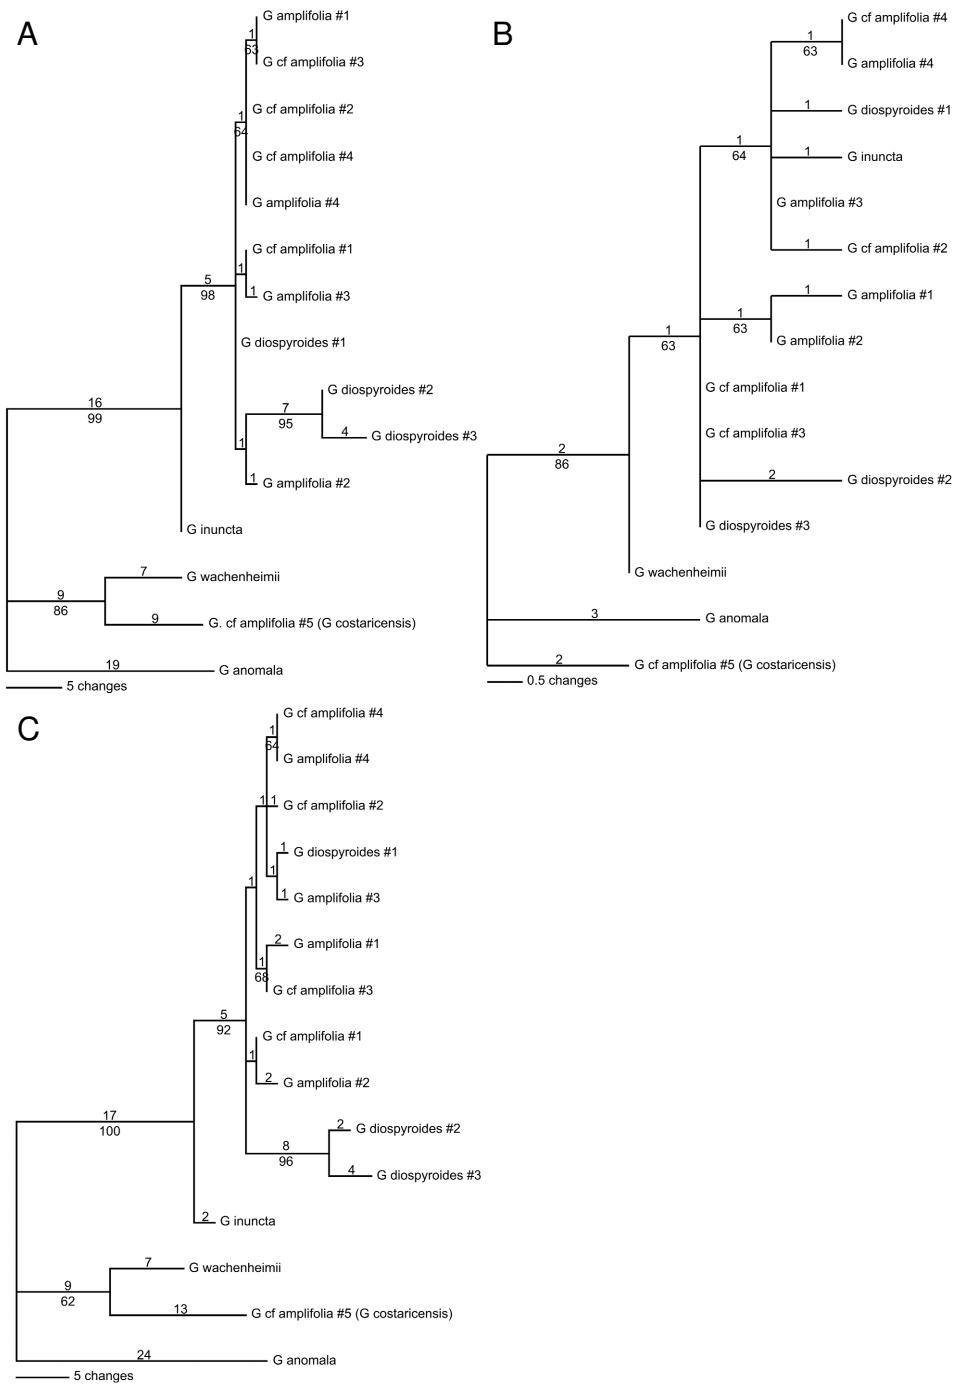 A
G amplifolia #1
1
63
G cf amplifolia #3
G cf amplifolia #2
1
64
G cf amplifolia #4
G amplifolia #4
G cf amplifolia #1
1
1
G amplifolia #3
5
98
G diospyroides #1
G diospyroides #2
7
95
4
G diospyroides #3
1
1
G amplifolia #2
16
99
G inuncta
7
G wachenheimii
9
86
9
G. cf amplifolia #5 (G costaricensis)
19
G anomala
5 changes
B
G cf amplifolia #4
1
63
G amplifolia #4
1
G diospyroides #1
1
64
1
G inuncta
G amplifolia #3
1
G cf amplifolia #2
1
G amplifolia #1
1
63
G amplifolia #2
1
63
G cf amplifolia #1
G cf amplifolia #3
2
86
2
G diospyroides #2
G diospyroides #3
G wachenheimii
3
G anomala
2
G cf amplifolia #5 (G costaricensis)
0.5 changes
C
G cf amplifolia #4
1
64
G amplifolia #4
1
1
G cf amplifolia #2
1
G diospyroides #1
1
1
1
G amplifolia #3
2
G amplifolia #1
1
68
G cf amplifolia #3
5
92
G cf amplifolia #1
1
2
G amplifolia #2
17
100
2
G diospyroides #2
8
96
4
G diospyroides #3
2
G inuncta
7
G wachenheimii
9
62
13
G cf amplifolia #5 (G costaricensis)
24
G anomala
5 changes